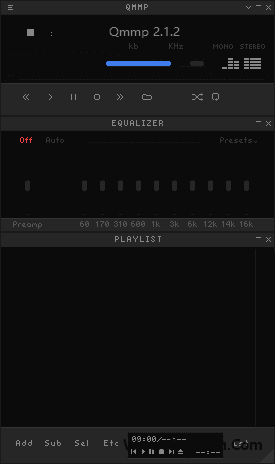 QMMP
Qmmp 2.1.2
kb KHz
MONO STEREO
EQUALIZER
Off Auto Presets
Preamp 60 170 310 600 1K 3K 6K 12K 14K 16K
PLAYLIST
Add Sub Sel Etc
09:00/--:--
--:--